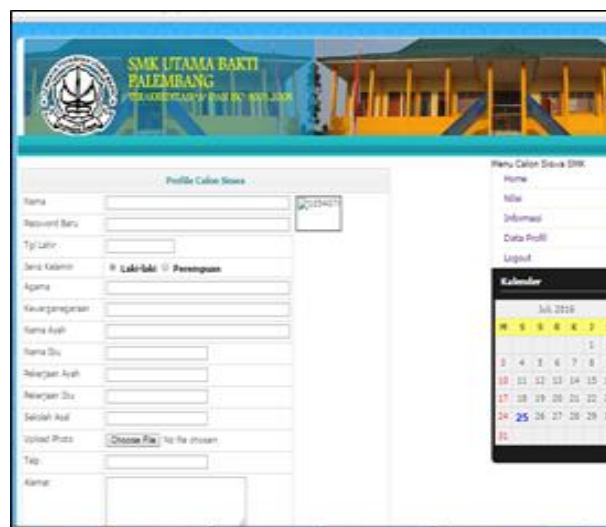 SMK UTAMA BAKTI
PALEMBANG
Profile Calon Siswa
Nama
Password Baru
Tgl Lahir
Jenis Kelamin
Laki-laki Perempuan
Agama
Kewarganegaraan
Nama Ayah
Nama Ibu
Pekerjaan Ayah
Pekerjaan Ibu
Sekolah Asal
Upload Photo
Choose File No file chosen
Telp
Alamat
Menu Calon Siswa SMK
Home
Nilai
Informasi
Data Profil
Logout
Kalender
Juli 2016
M S S R K J
1
3 4 5 6 7 8
10 11 12 13 14 15
17 18 19 20 21 22
24 25 26 27 28 29
31